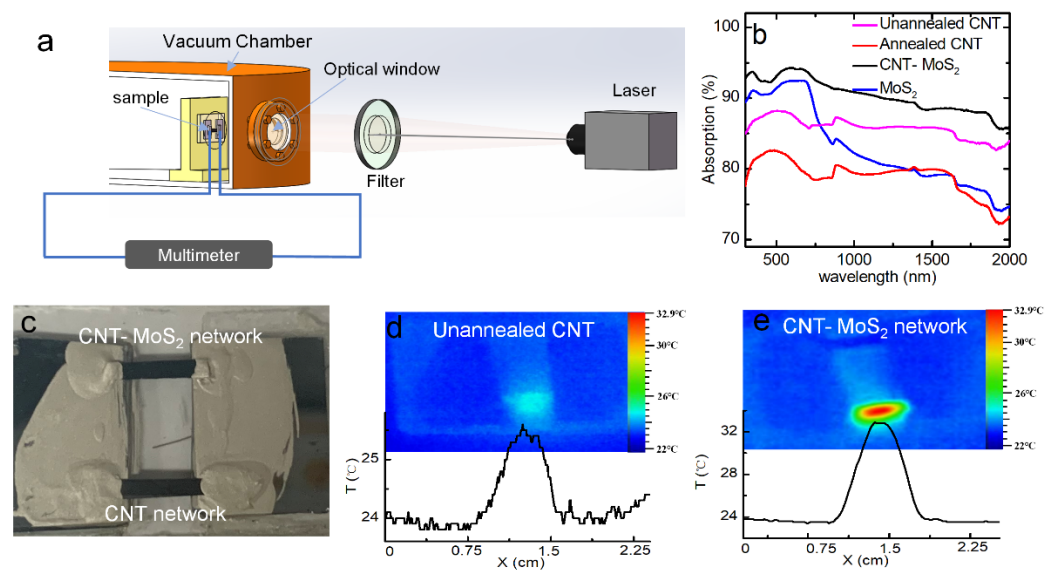 a
Vacuum Chamber
Optical window
sample
Laser
Filter
Multimeter
b
Unannealed CNT
Annealed CNT
CNT- MoS₂
MoS₂
Absorption (%)
100
90
80
70
500
1000
1500
2000
wavelength (nm)
c
CNT- MoS₂ network
CNT network
d
Unannealed CNT
32.9°C
30°C
26°C
22°C
T (℃)
25
24
0
0.75
1.5
2.25
X (cm)
e
CNT- MoS₂ network
32.9°C
30°C
26°C
22°C
T (℃)
32
28
24
0
0.75
1.5
2.25
X (cm)